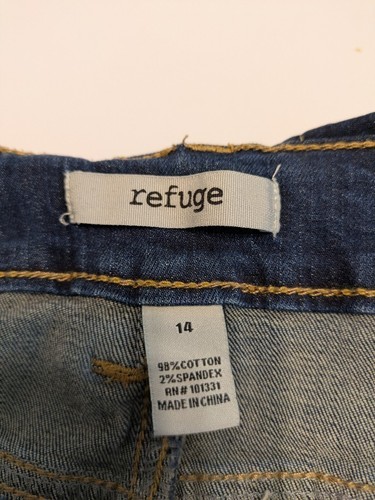 refuge
14
98%COTTON
2%SPANDEX
RN# 101331
MADE IN CHINA